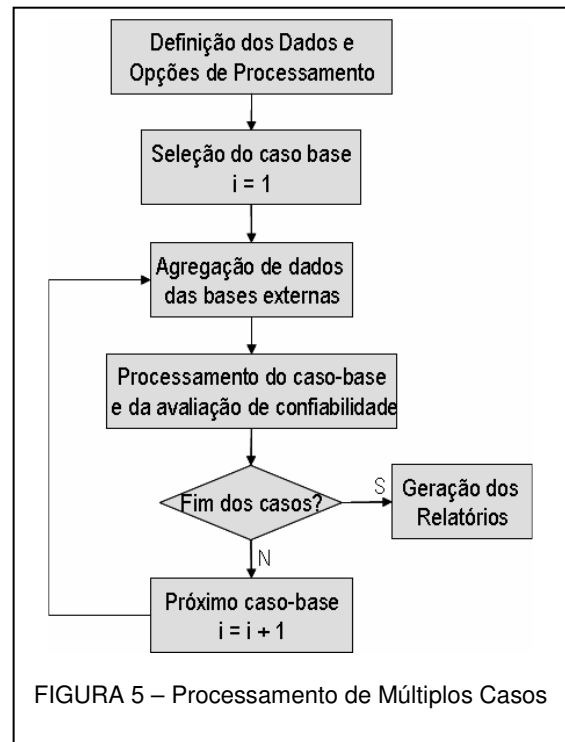 Definição dos Dados e
Opções de Processamento
Seleção do caso base
i = 1
Agregação de dados
das bases externas
Processamento do caso-base
e da avaliação de confiabilidade
Fim dos casos?
S
Geração dos
Relatórios
N
Próximo caso-base
i = i + 1
FIGURA 5 – Processamento de Múltiplos Casos